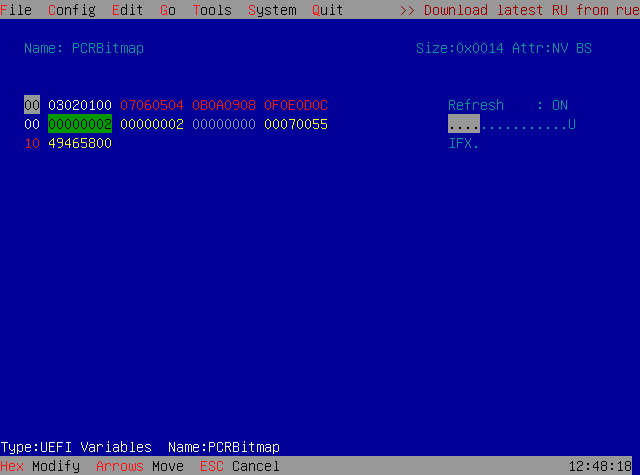 File Config Edit Go Tools System Quit >> Download latest RU from rue
Name: PCRBitmap Size:0x0014 Attr:NV BS
00 03020100 07060504 0B0A0908 0F0E0D0C Refresh : ON
00 00000002 00000002 00000000 00070055 ............U
10 49465800 IFX.
Type:UEFI Variables Name:PCRBitmap
Hex Modify Arrows Move ESC Cancel 12:48:18